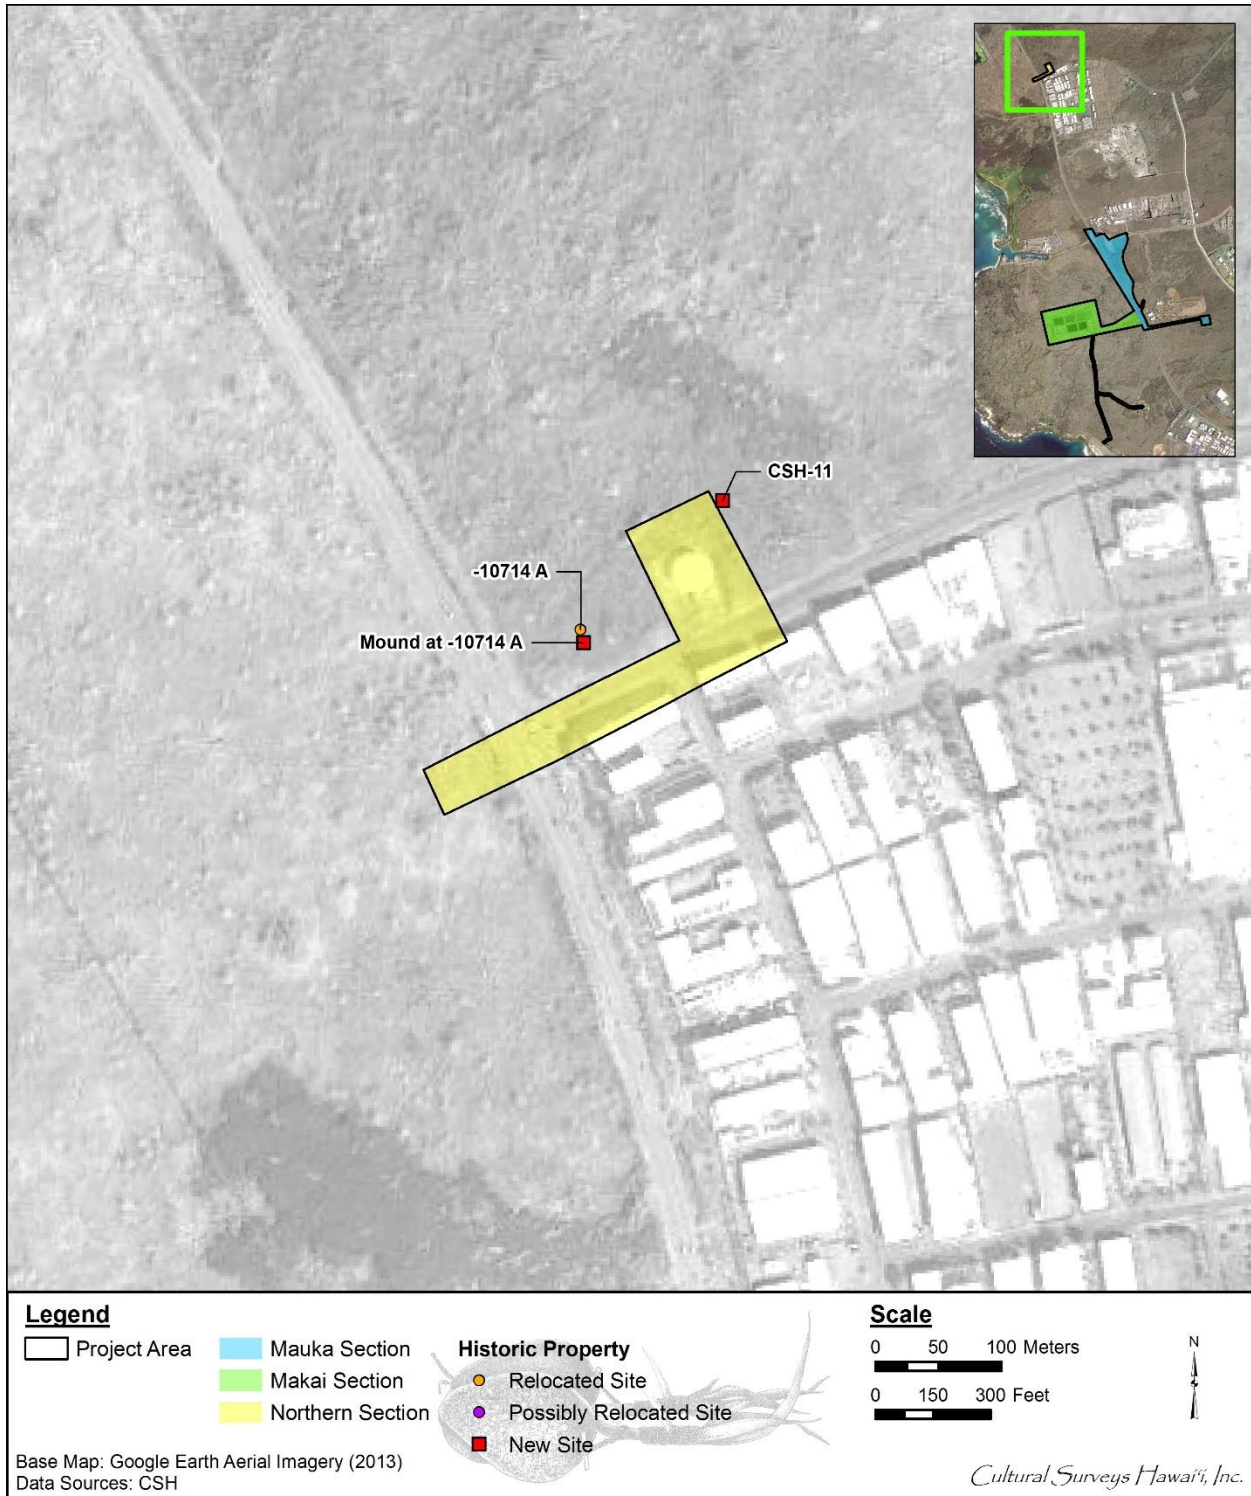 CSH-11
-10714 A
Mound at -10714 A
Legend
Project Area
Mauka Section
Makai Section
Northern Section
Historic Property
Relocated Site
Possibly Relocated Site
New Site
Scale
0 50 100 Meters
0 150 300 Feet
N
Base Map: Google Earth Aerial Imagery (2013)
Data Sources: CSH
Cultural Surveys Hawaiʻi, Inc.